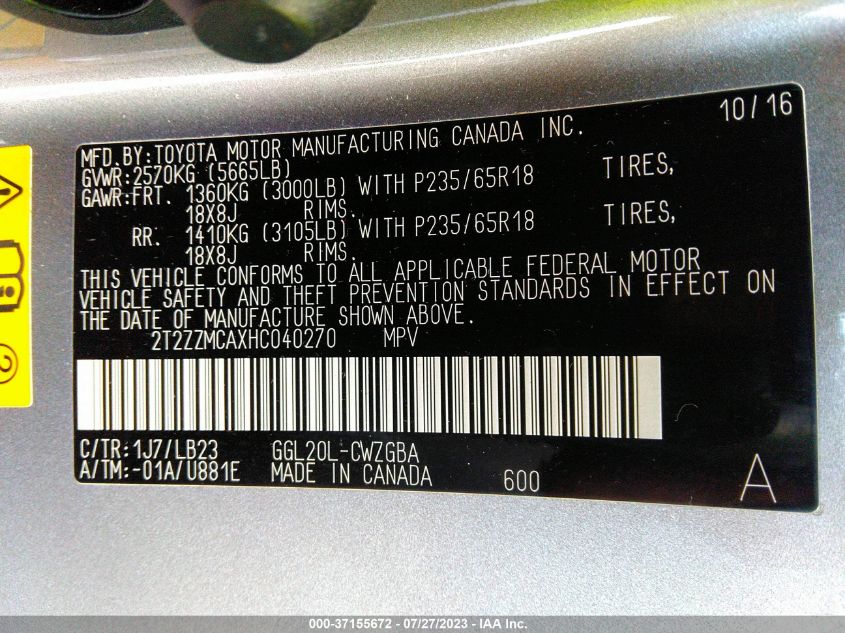 10/16
MFD.BY:TOYOTA MOTOR MANUFACTURING CANADA INC.
GVWR:2570KG (5665LB)
GAWR:FRT. 1360KG (3000LB) WITH P235/65R18 TIRES,
18X8J RIMS.
RR. 1410KG (3105LB) WITH P235/65R18 TIRES,
18X8J RIMS.
THIS VEHICLE CONFORMS TO ALL APPLICABLE FEDERAL MOTOR
VEHICLE SAFETY AND THEFT PREVENTION STANDARDS IN EFFECT ON
THE DATE OF MANUFACTURE SHOWN ABOVE.
2T2ZZMCAXHC040270 MPV
C/TR:1J7/LB23 GGL20L-CWZGBA
A/TM:-01A/U881E MADE IN CANADA 600 A
2
000-37155672 / 07/27/2023 - IAA Inc.